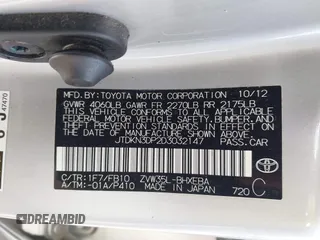 MFD.BY:TOYOTA MOTOR CORPORATION 10/12
GVWR 4060LB GAWR FR 2270LB RR 2175LB
THIS VEHICLE CONFORMS TO ALL APPLICABLE
FEDERAL MOTOR VEHICLE SAFETY, BUMPER, AND
THEFT PREVENTION STANDARDS IN EFFECT ON
THE DATE OF MANUFACTURE SHOWN ABOVE.
JTDKN3DP2D3032147 PASS.CAR
C/TR:1F7/FB10 ZVW35L-BHXEBA
A/TM:-01A/P410 MADE IN JAPAN 720 C
TOYOTA
47470
DREAMBID